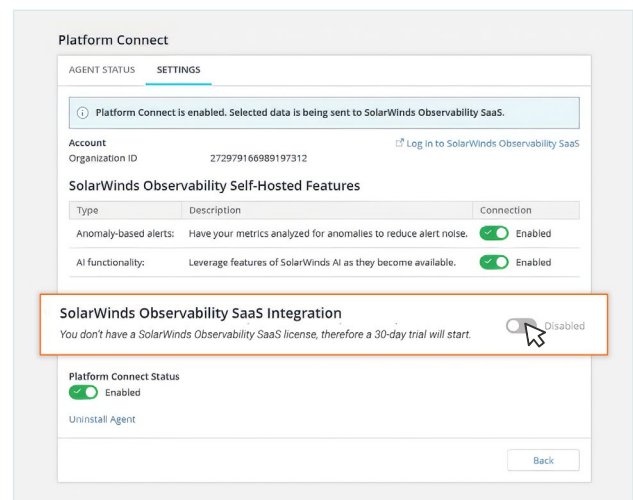 Platform Connect
AGENT STATUS SETTINGS
Platform Connect is enabled. Selected data is being sent to SolarWinds Observability SaaS.
Account
Log In to SolarWinds Observability SaaS
Organization ID 272979166989197312
SolarWinds Observability Self-Hosted Features
Type Description Connection
Anomaly-based alerts: Have your metrics analyzed for anomalies to reduce alert noise. Enabled
AI functionality: Leverage features of SolarWinds AI as they become available. Enabled
SolarWinds Observability SaaS Integration
You don't have a SolarWinds Observability SaaS license, therefore a 30-day trial will start.
Disabled
Platform Connect Status
Enabled
Uninstall Agent
Back